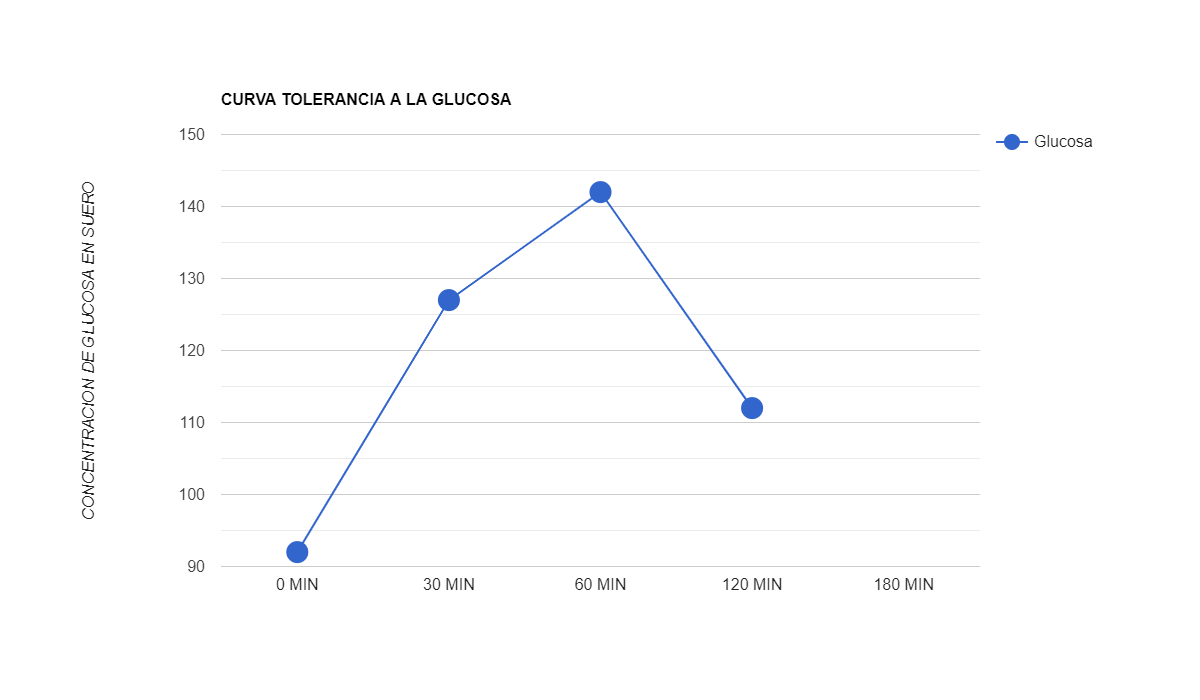 CURVA TOLERANCIA A LA GLUCOSA
150
140
130
120
110
100
90
CONCENTRACION DE GLUCOSA EN SUERO
0 MIN
30 MIN
60 MIN
120 MIN
180 MIN
Glucosa